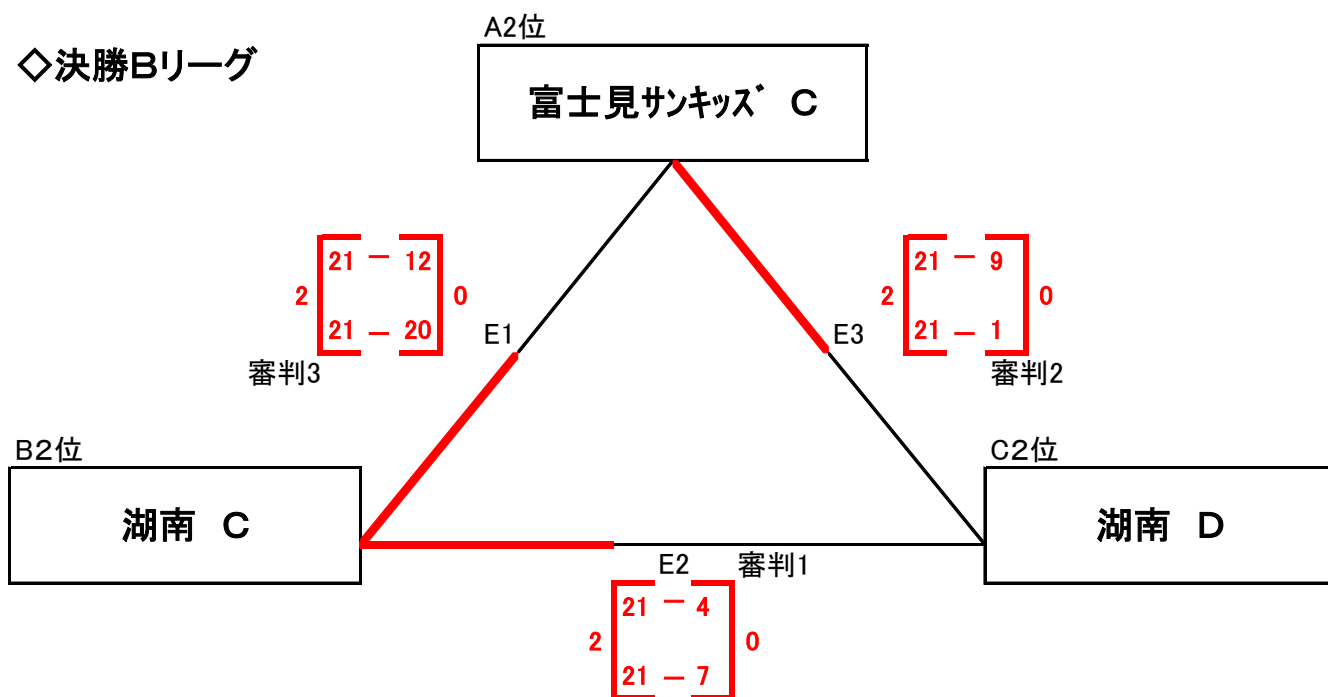 A2位
◇決勝Bリーグ
富士見サンキッズ C
21 － 12
2 0
21 － 20
E1
審判3
21 － 9
2 0
21 － 1
E3
審判2
B2位
湖南 C
C2位
湖南 D
E2 審判1
21 － 4
2 0
21 － 7